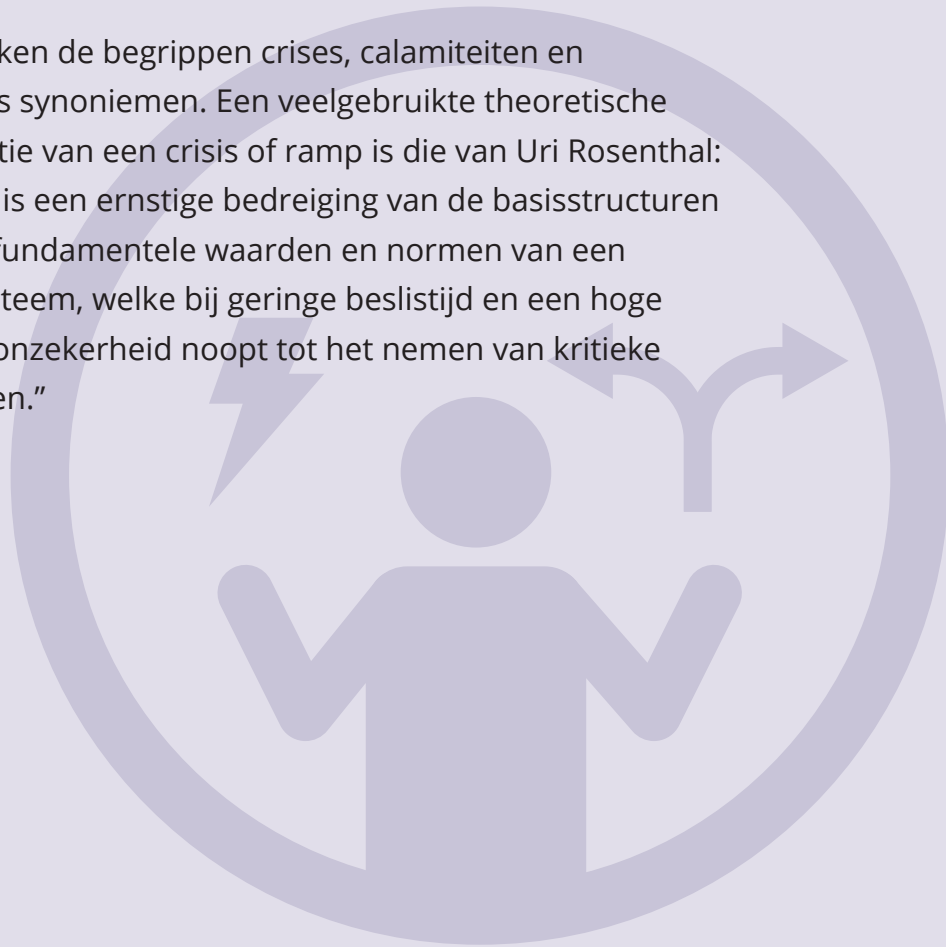 ken de begrippen crises, calamiteiten en
s synoniemen. Een veelgebruikte theoretische
tie van een crisis of ramp is die van Uri Rosenthal:
is een ernstige bedreiging van de basisstructuren
fundamentele waarden en normen van een
teem, welke bij geringe beslistijd en een hoge
onzekerheid noopt tot het nemen van kritieke
en.”